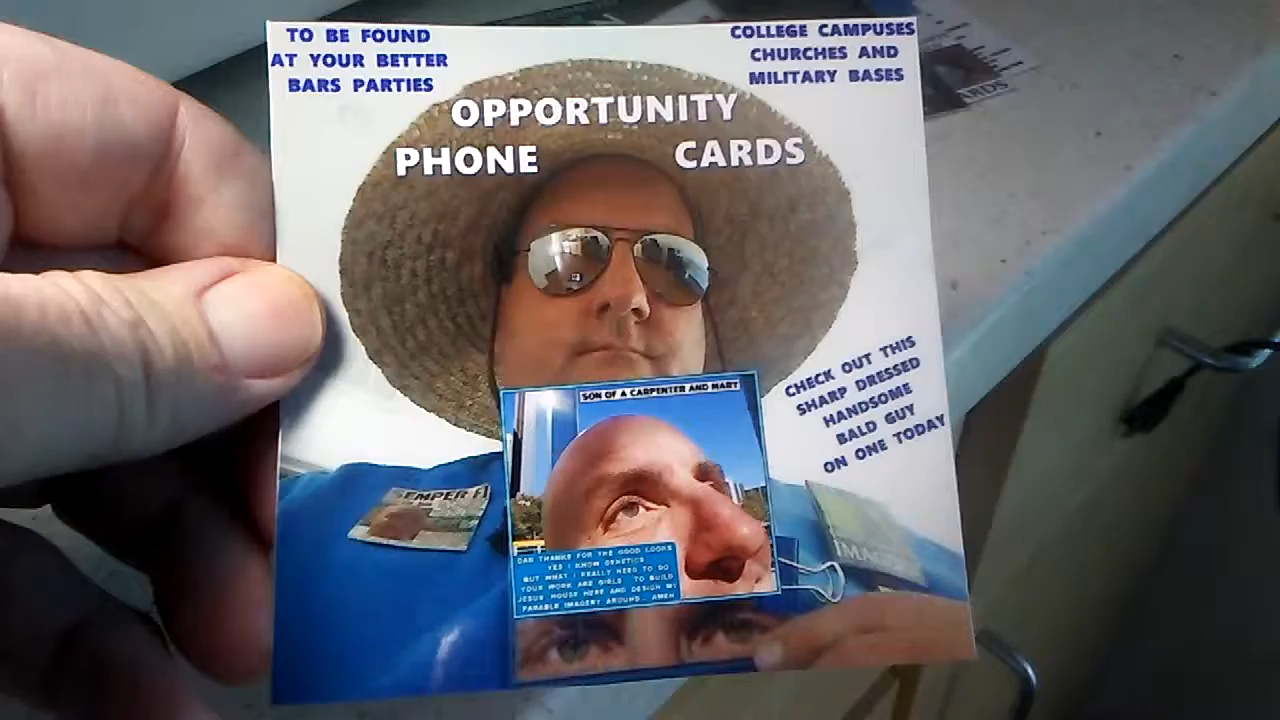 TO BE FOUND
AT YOUR BETTER
BARS PARTIES
COLLEGE CAMPUSES
CHURCHES AND
MILITARY BASES
OPPORTUNITY
PHONE CARDS
CHECK OUT THIS
SHARP DRESSED
HANDSOME
BALD GUY
ON ONE TODAY
SON OF A CARPENTER AND MARY
EMPER FI
DAD THANKS FOR THE GOOD LOOKS
YES I KNOW GENETICS
BUT WHAT I REALLY NEED TO DO
YOUR WORK ARE GIRLS TO BUILD
JESUS HOUSE HERE AND DESIGN MY
PARABLE IMAGERY AROUND... AMEN
IMAG
ARDS